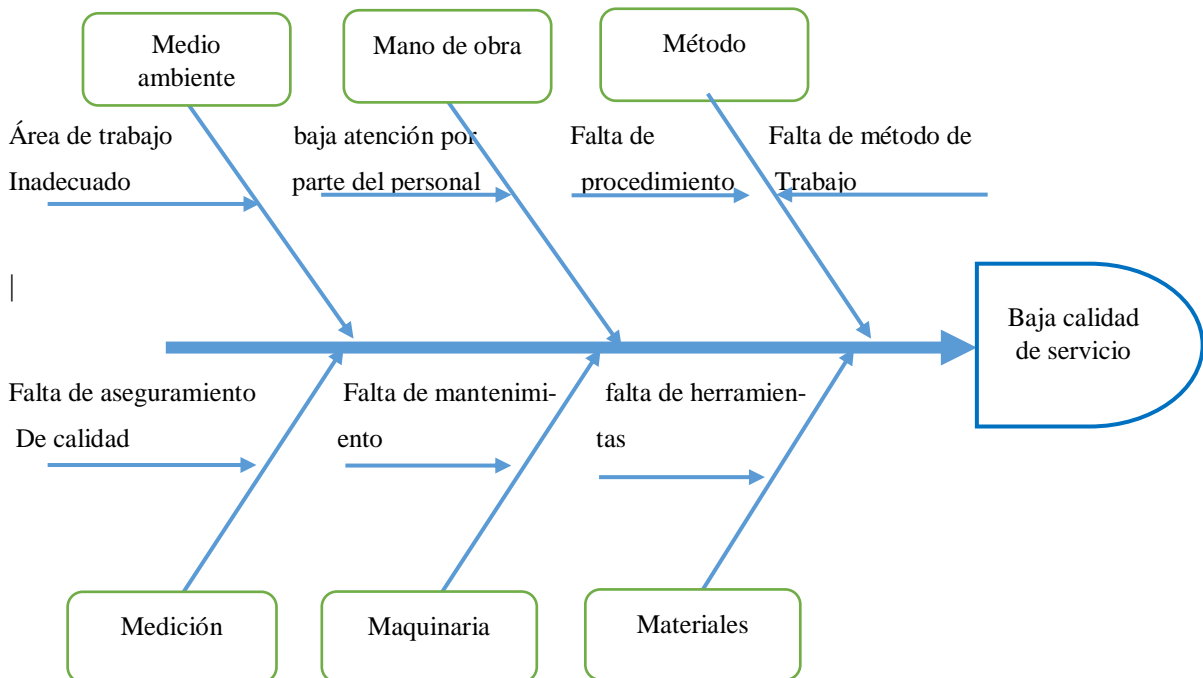 Medio
ambiente
Mano de obra
Método
Área de trabajo
Inadecuado
baja atención por
parte del personal
Falta de
procedimiento
Falta de método de
Trabajo
|
Baja calidad
de servicio
Falta de aseguramiento
De calidad
Falta de mantenimi-
ento
falta de herramien-
tas
Medición
Maquinaria
Materiales